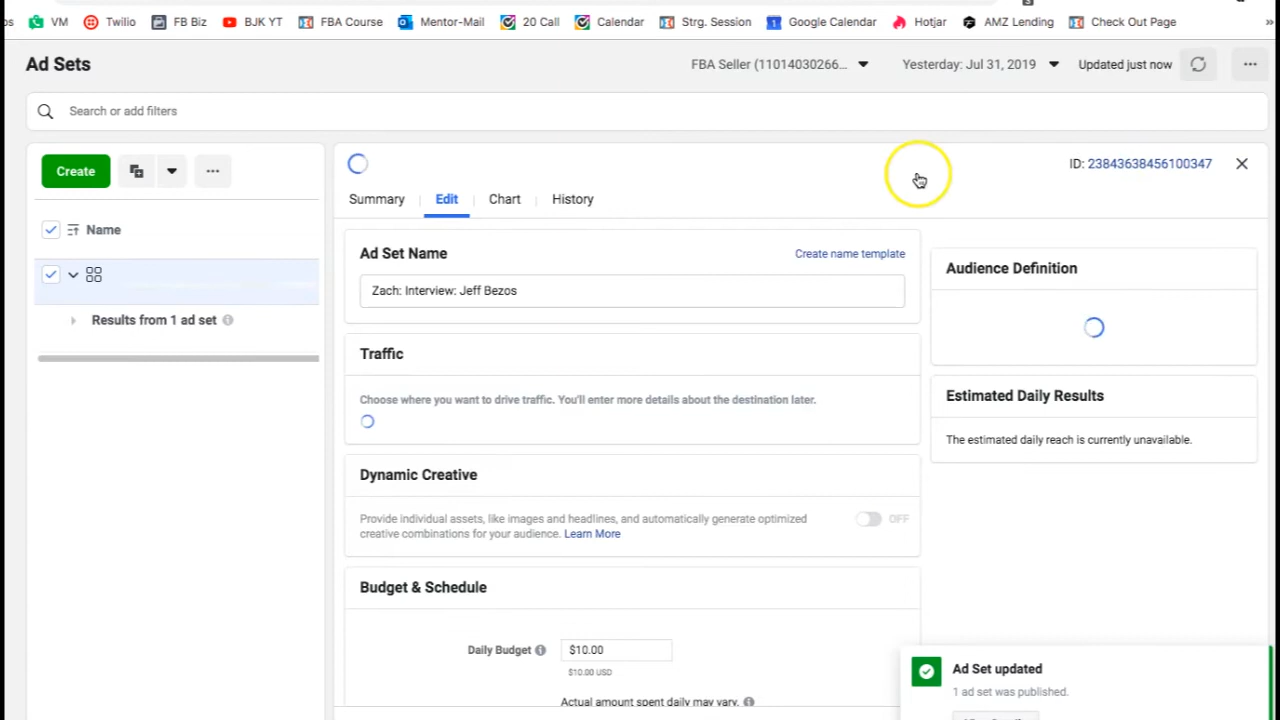 os VM Twilio FB Biz BJK YT FBA Course Mentor-Mail 20 Call Calendar Strg. Session Google Calendar Hotjar AMZ Lending Check Out Page »
Ad Sets FBA Seller (11014030266... Yesterday: Jul 31, 2019 Updated just now ...
Search or add filters
Create ...
ID: 23843638456100347
Summary Edit Chart History
Name
Ad Set Name Create name template
Audience Definition
Zach: Interview: Jeff Bezos
Results from 1 ad set
Traffic
Choose where you want to drive traffic. You'll enter more details about the destination later.
Estimated Daily Results
The estimated daily reach is currently unavailable.
Dynamic Creative
Provide individual assets, like images and headlines, and automatically generate optimized
creative combinations for your audience. Learn More
OFF
Budget & Schedule
Daily Budget $10.00
$10.00 USD
Actual amount spent daily may vary.
Ad Set updated
1 ad set was published.